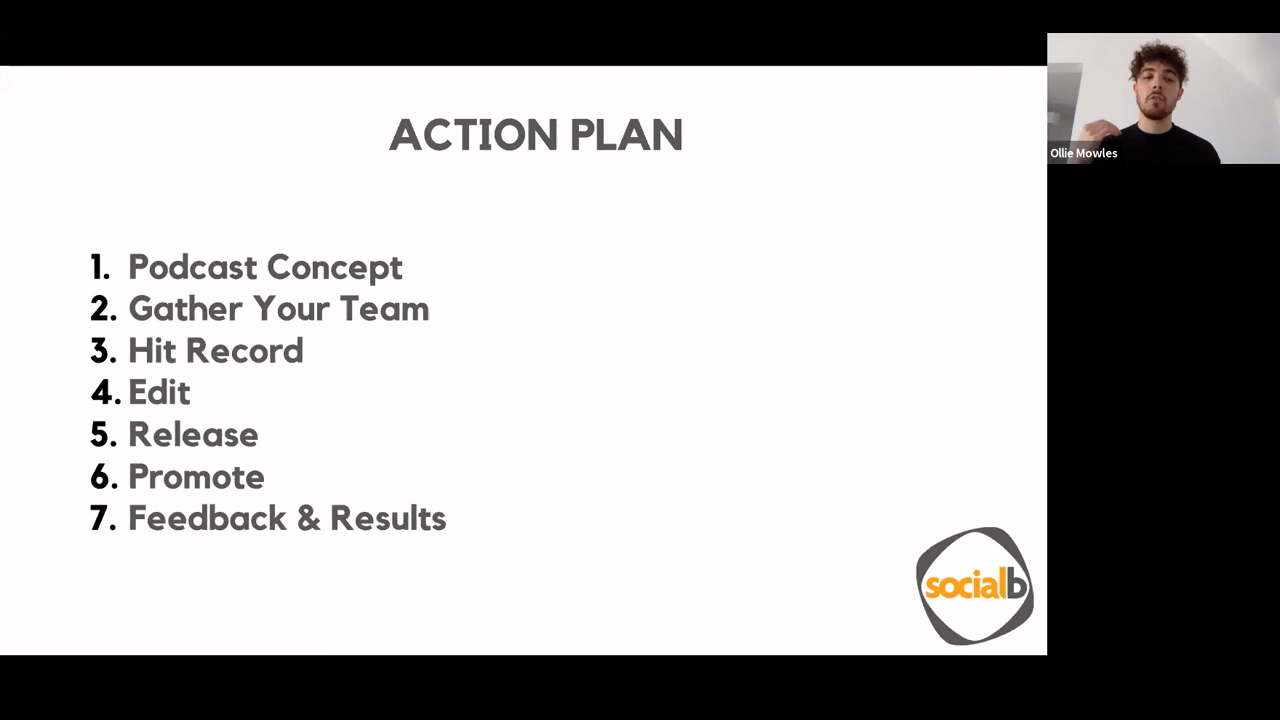 ACTION PLAN
1. Podcast Concept
2. Gather Your Team
3. Hit Record
4. Edit
5. Release
6. Promote
7. Feedback & Results
socialb
Ollie Mowles